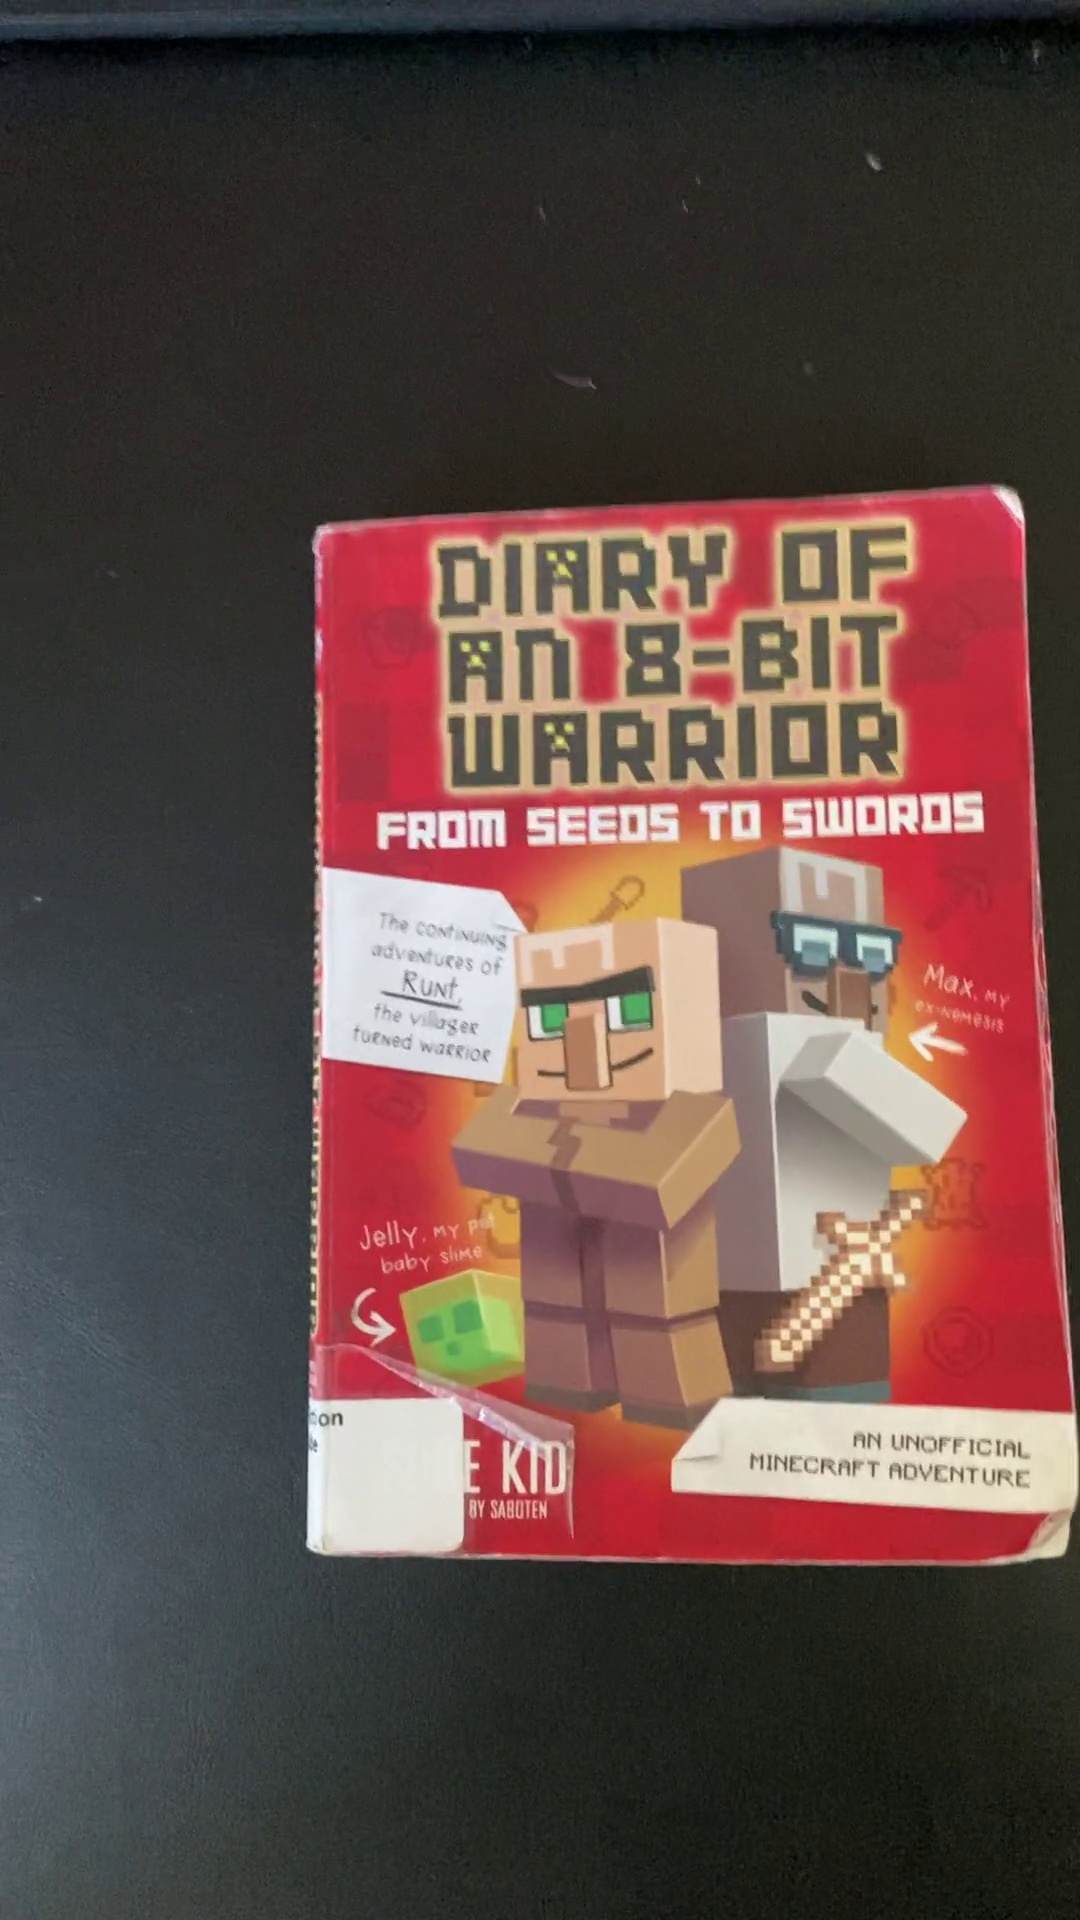 DIARY OF
AN 8-BIT
WARRIOR
FROM SEEDS TO SWORDS
The continuing
adventures of
Runt,
the villager
turned warrior
Max, my
ex-nemesis
Jelly, my pet
baby slime
KID
BY SABOTEN
AN UNOFFICIAL
MINECRAFT ADVENTURE